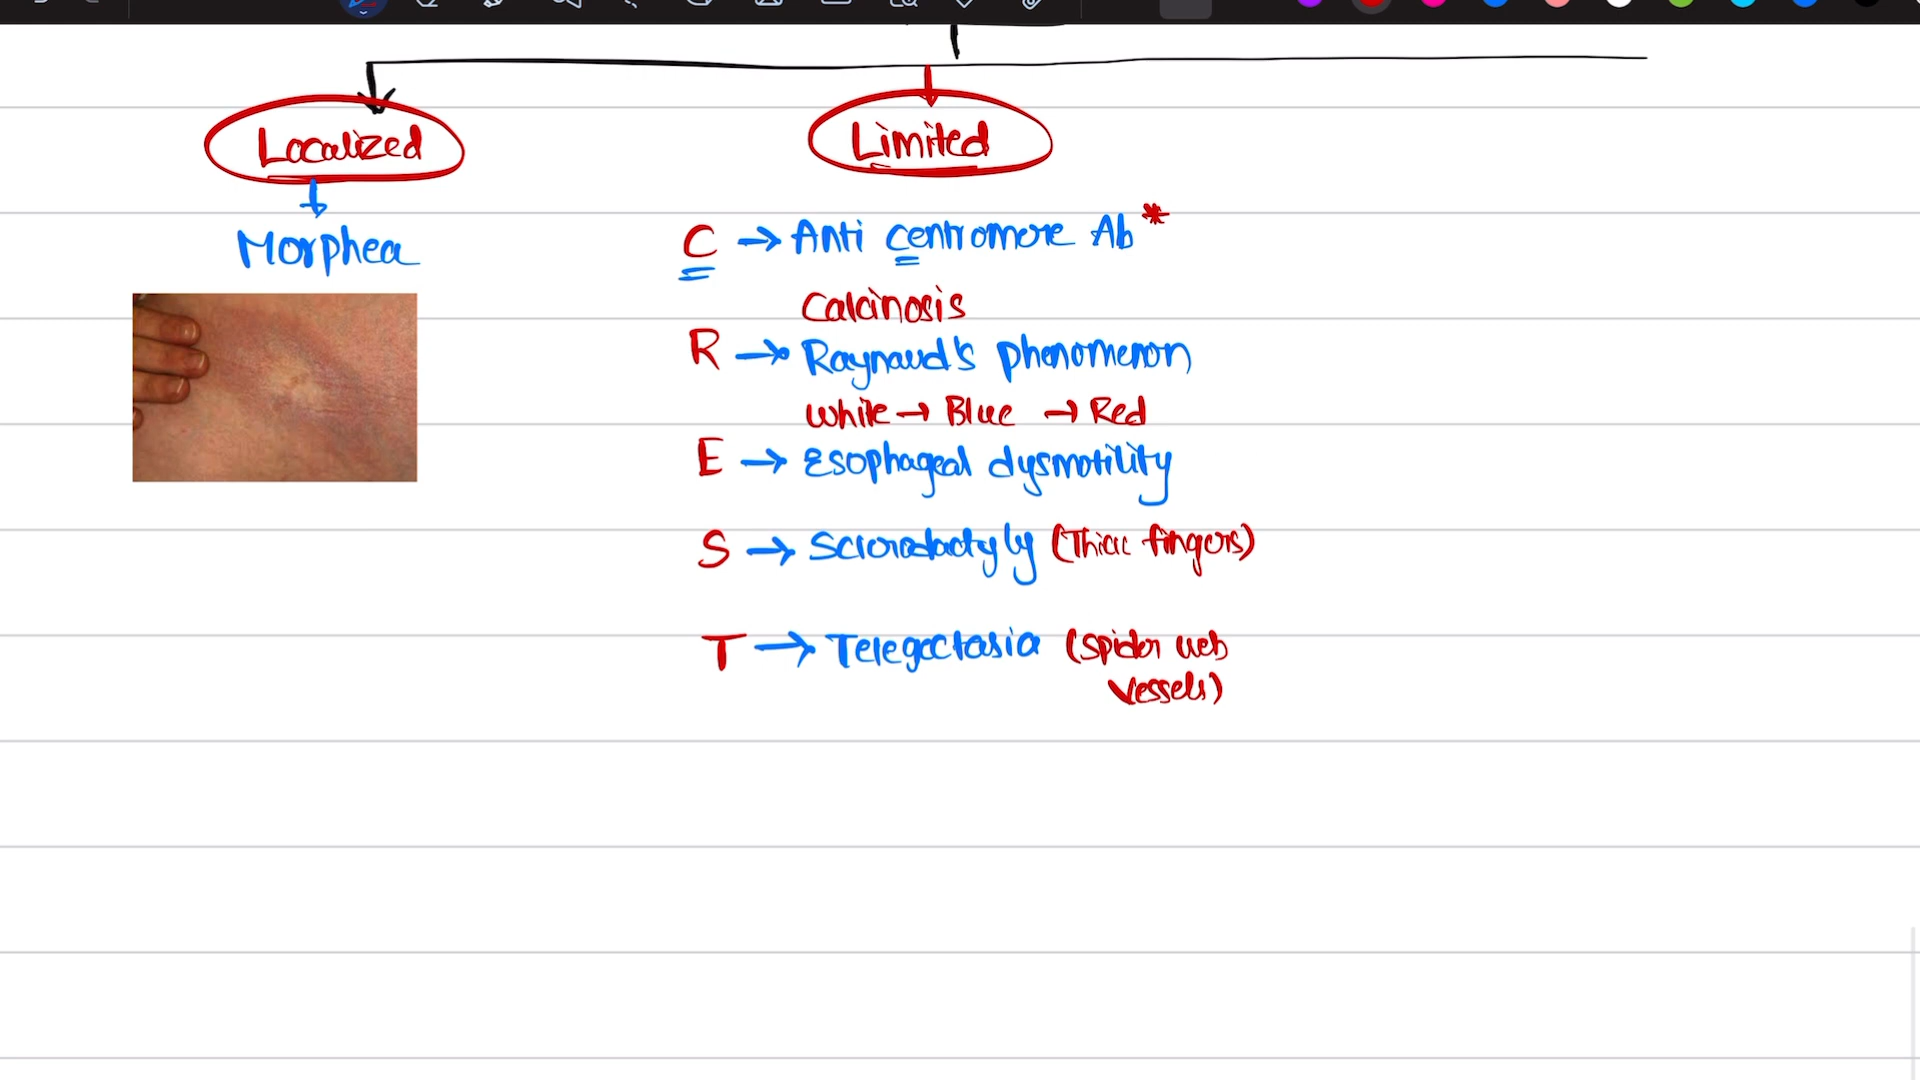 Localized
Morphea
Limited
C → Anti centromere Ab *
Calcinosis
R → Raynaud's phenomenon
white → Blue → Red
E → Esophageal dysmotility
S → Sclorodactyly (Thick fingers)
T → Telegectasia (spider web
vessels)